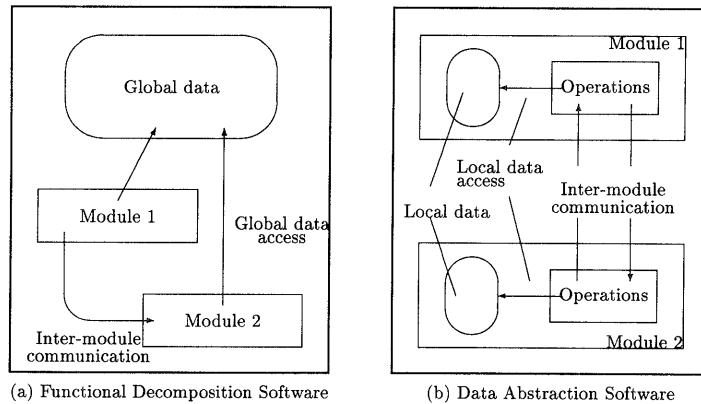 Global data
Module 1
Global data
access
Module 2
Inter-module
communication
(a) Functional Decomposition Software
Module 1
Operations
Local data
access
Inter-module
communication
Local data
Operations
Module 2
(b) Data Abstraction Software